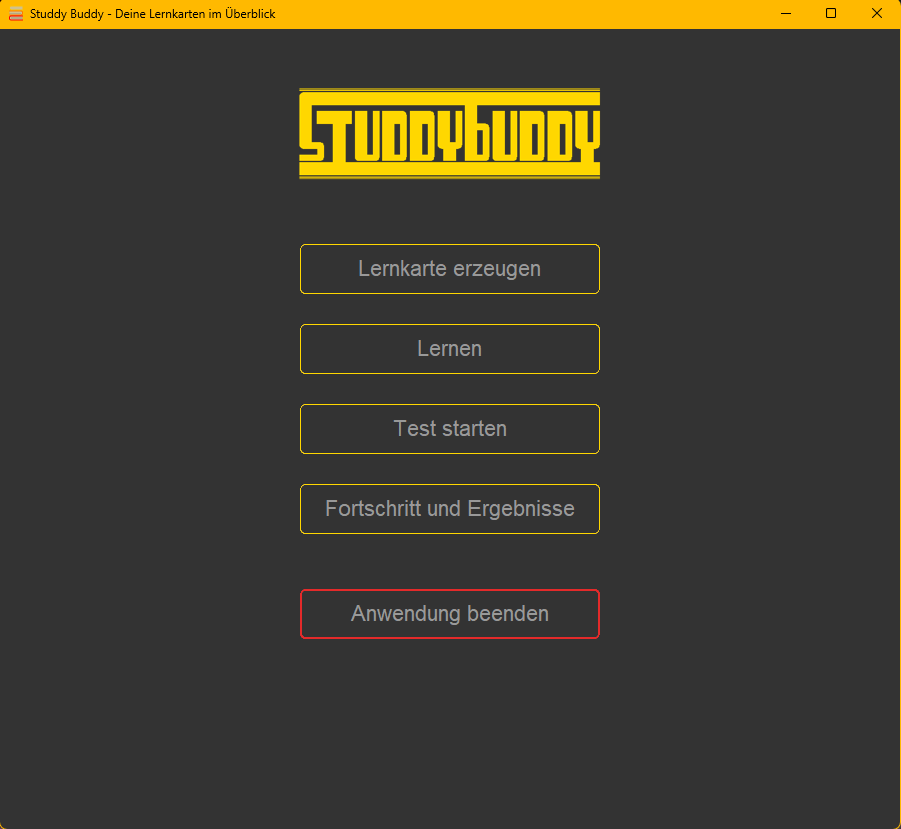 Studdy Buddy - Deine Lernkarten im Überblick
STUDDYbUDDY
Lernkarte erzeugen
Lernen
Test starten
Fortschritt und Ergebnisse
Anwendung beenden